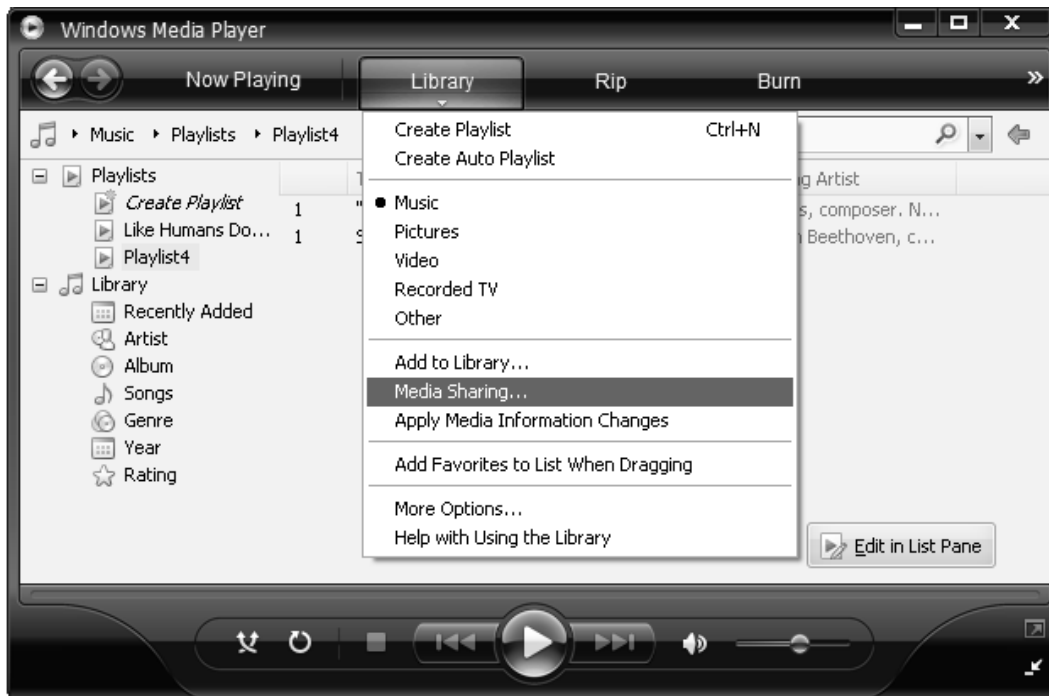 Windows Media Player
Now Playing Library Rip Burn
Music Playlists Playlist4
Create Playlist Ctrl+N
Create Auto Playlist
Music
Pictures
Video
Recorded TV
Other
Add to Library...
Media Sharing...
Apply Media Information Changes
Add Favorites to List When Dragging
More Options...
Help with Using the Library
Playlists
Create Playlist
Like Humans Do...
Playlist4
Library
Recently Added
Artist
Album
Songs
Genre
Year
Rating
1
1
Artist
composer. N...
Beethoven, c...
Edit in List Pane